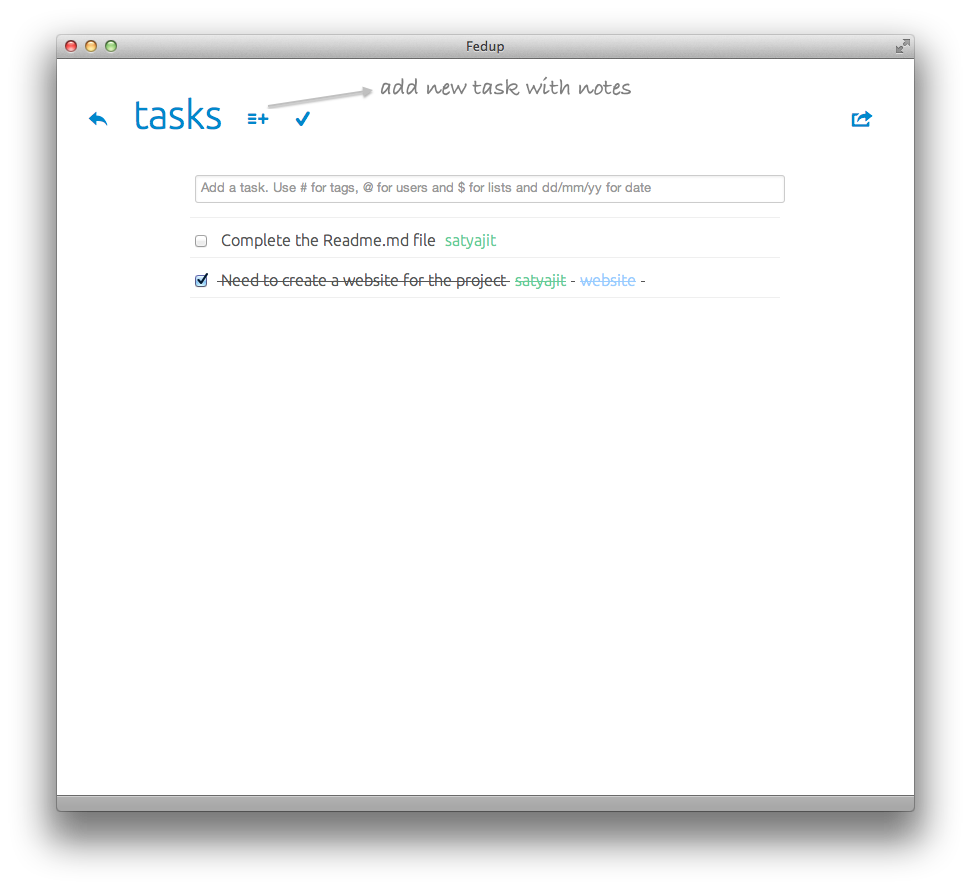 Fedup
add new task with notes
tasks
Add a task. Use # for tags, @ for users and $ for lists and dd/mm/yy for date
Complete the Readme.md file satyajit
Need to create a website for the project satyajit - website -